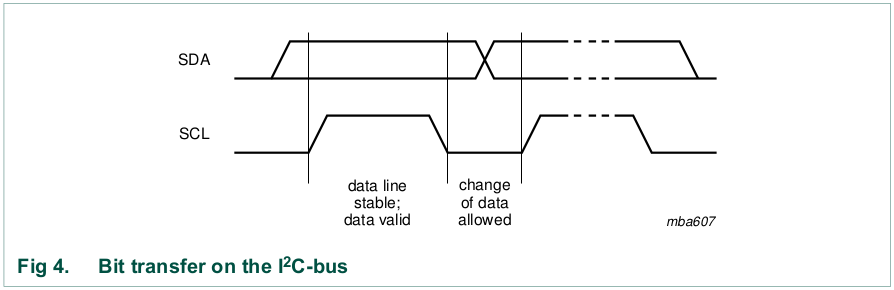 SDA
SCL
data line
stable;
data valid
change
of data
allowed
mba607
Fig 4. Bit transfer on the I²C-bus